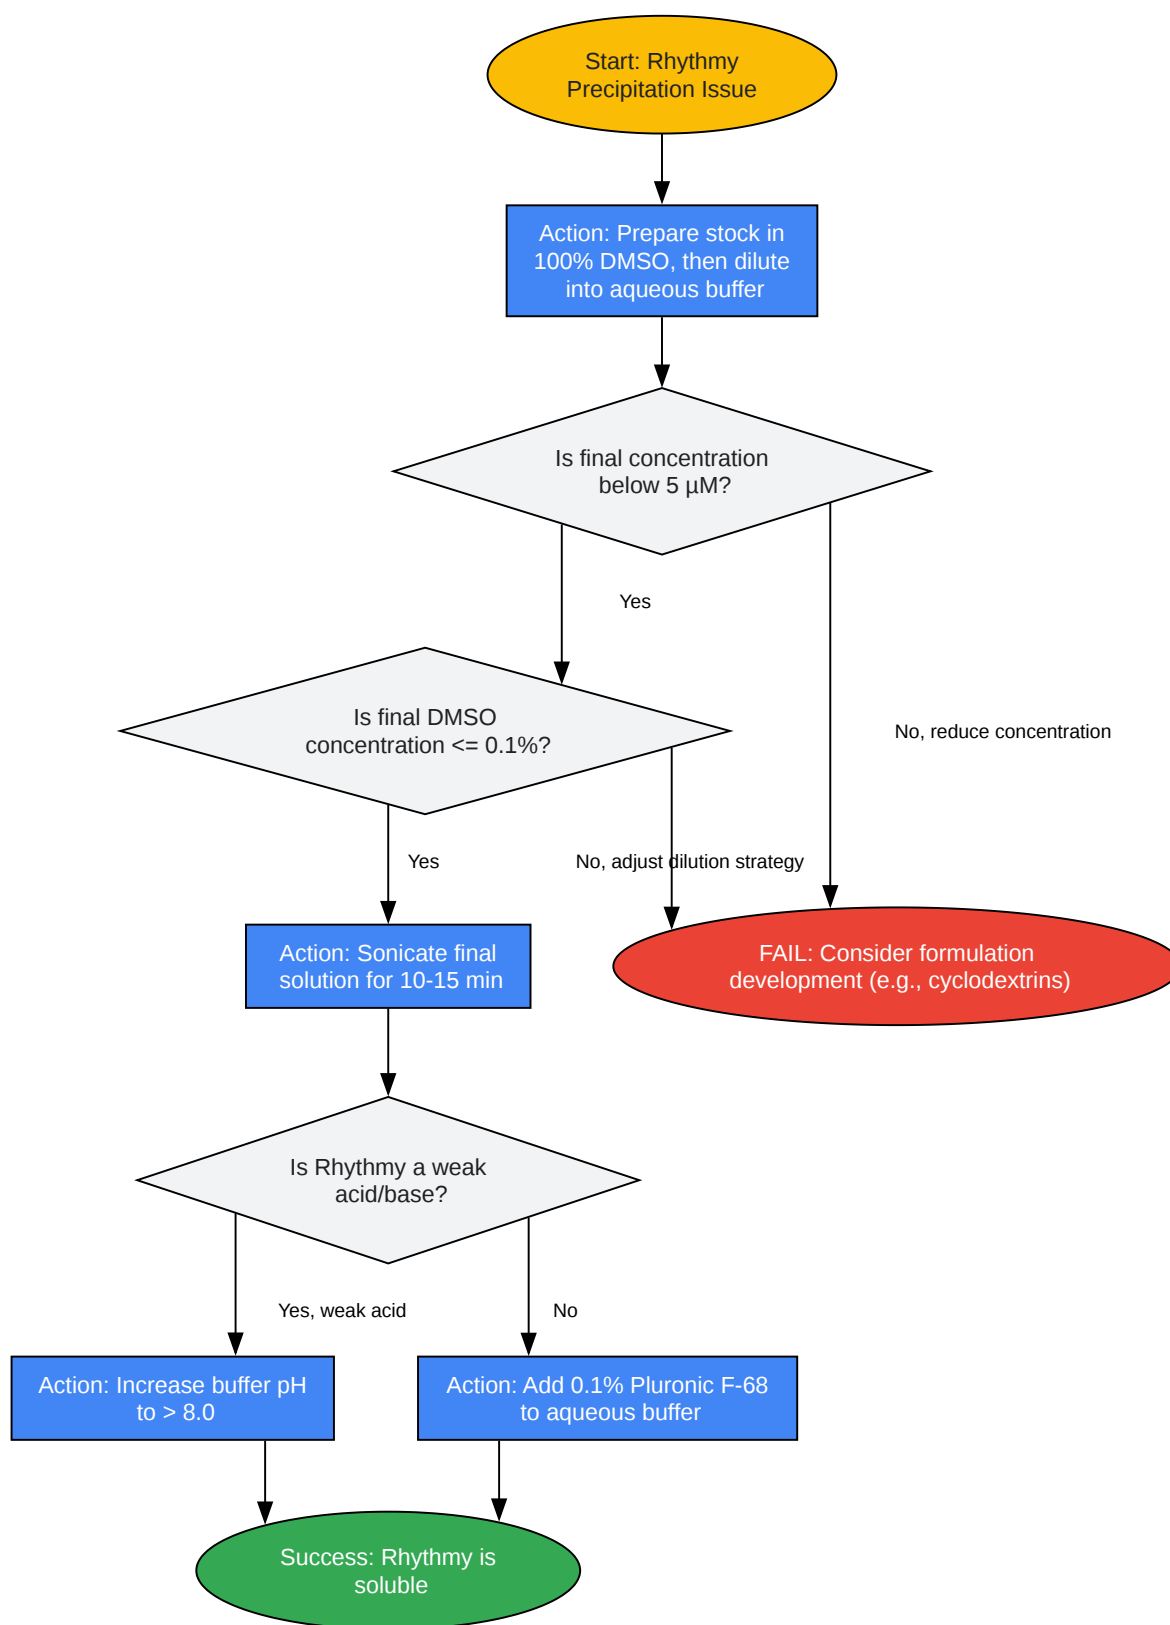 Start: Rhythmy
Precipitation Issue
Action: Prepare stock in
100% DMSO, then dilute
into aqueous buffer
Is final concentration
below 5 µM?
Yes
No, reduce concentration
Is final DMSO
concentration <= 0.1%?
Yes
No, adjust dilution strategy
Action: Sonicate final
solution for 10-15 min
FAIL: Consider formulation
development (e.g., cyclodextrins)
Is Rhythmy a weak
acid/base?
Yes, weak acid
No
Action: Increase buffer pH
to > 8.0
Action: Add 0.1% Pluronic F-68
to aqueous buffer
Success: Rhythmy is
soluble